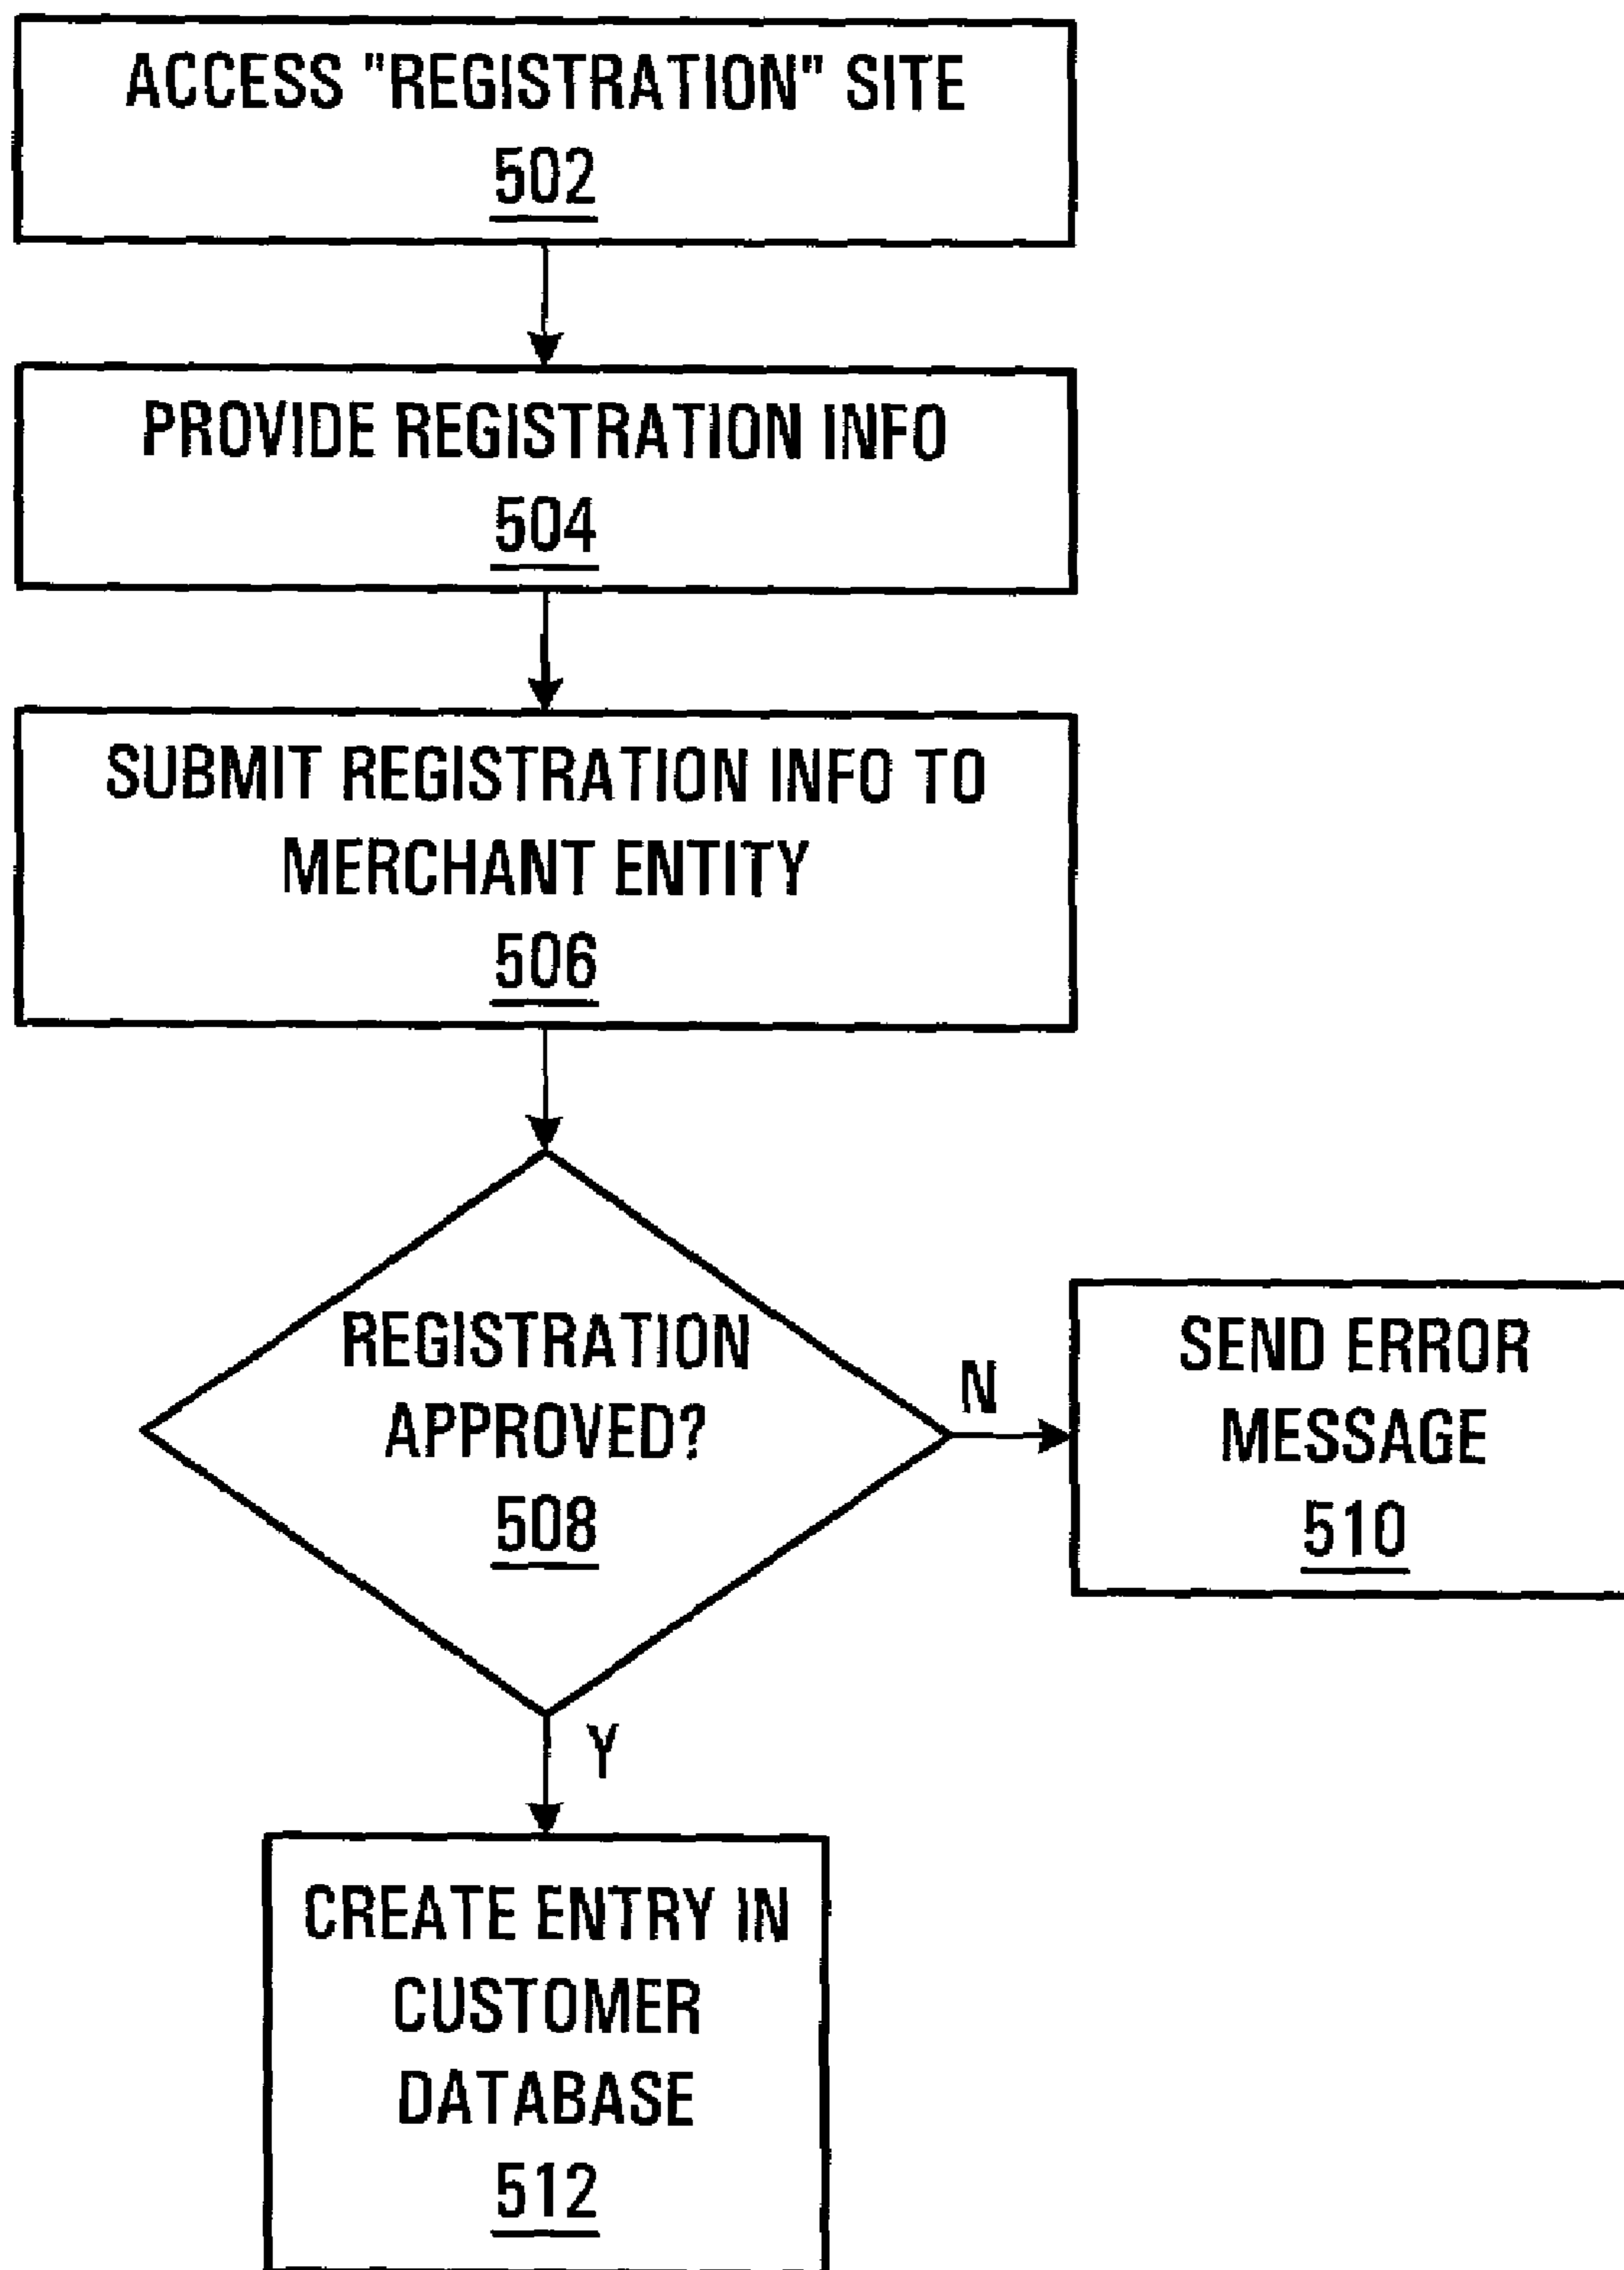 ACCESS "REGISTRATION" SITE
502
PROVIDE REGISTRATION INFO
504
SUBMIT REGISTRATION INFO TO
MERCHANT ENTITY
506
REGISTRATION
APPROVED?
508
N
SEND ERROR
MESSAGE
510
Y
CREATE ENTRY IN
CUSTOMER
DATABASE
512